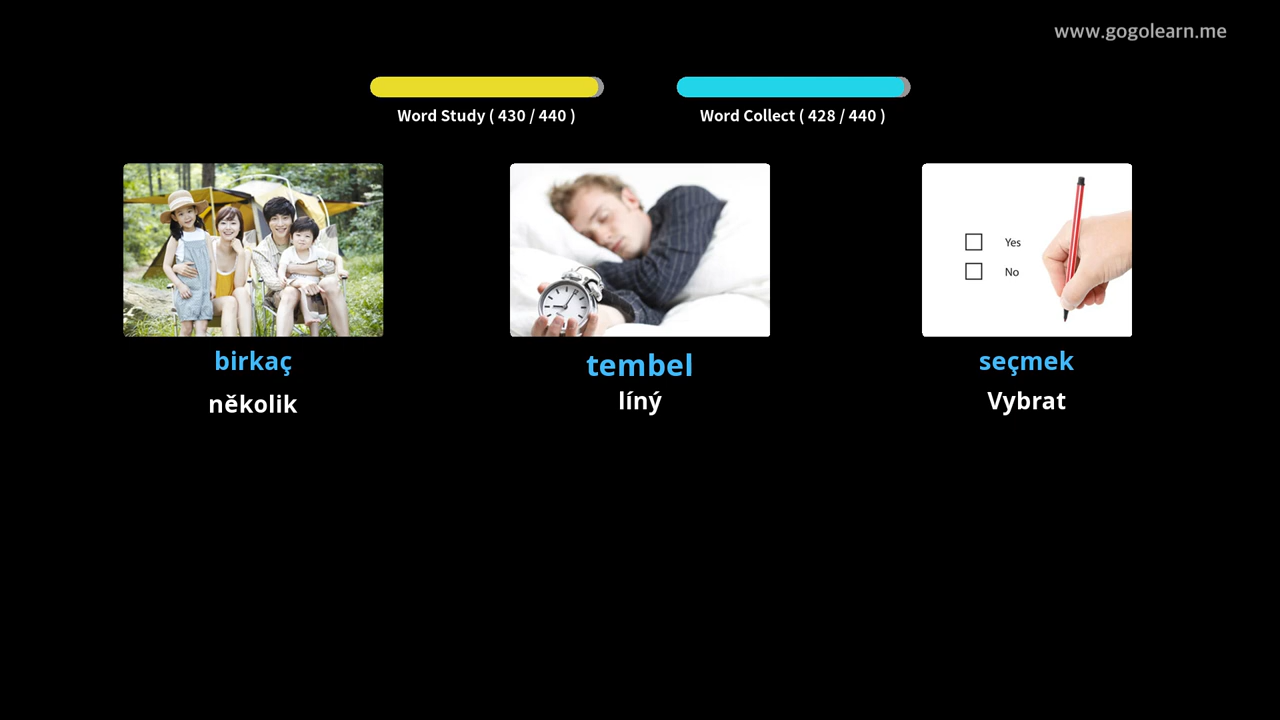 www.gogolearn.me
Word Study ( 430 / 440 )
Word Collect ( 428 / 440 )
Yes
No
birkaç
tembel
seçmek
několik
líný
Vybrat